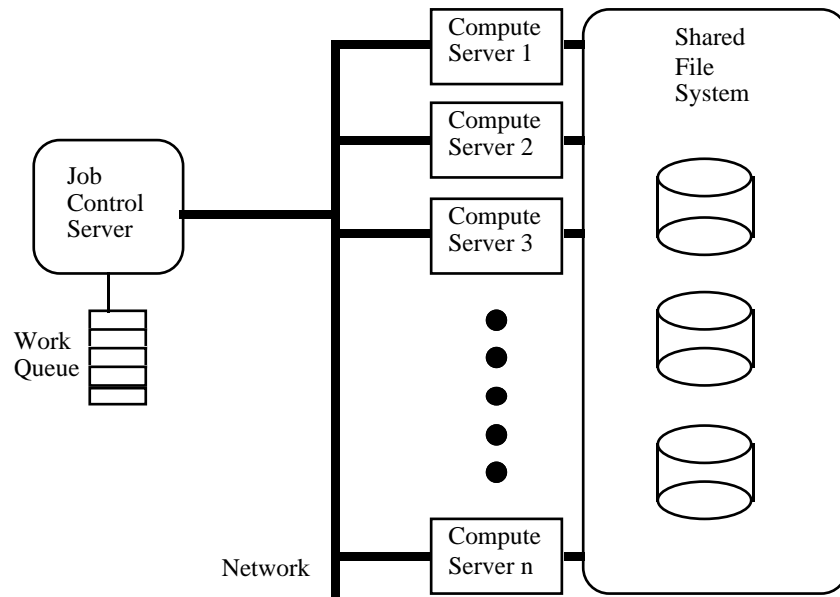 Compute
Server 1
Shared
File
System
Compute
Server 2
Job
Control
Server
Compute
Server 3
Work
Queue
Compute
Server n
Network